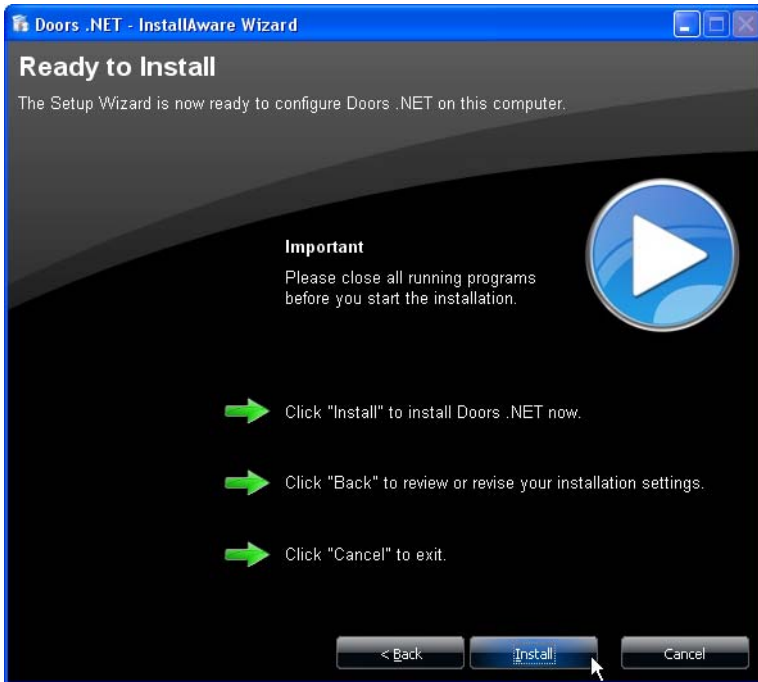 Doors .NET - InstallAware Wizard
Ready to Install
The Setup Wizard is now ready to configure Doors .NET on this computer.
Important
Please close all running programs
before you start the installation.
Click "Install" to install Doors .NET now.
Click "Back" to review or revise your installation settings.
Click "Cancel" to exit.
< Back
Install
Cancel